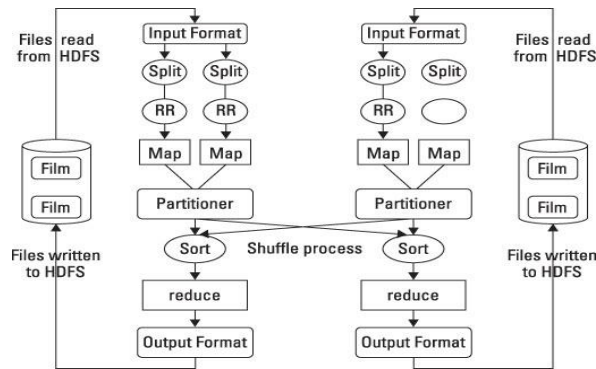 Files read
from HDFS
Input Format
Split
Split
RR
RR
Map
Map
Film
Film
Partitioner
Sort
reduce
Output Format
Files written
to HDFS
Shuffle process
Input Format
Split
Split
RR
Map
Map
Partitioner
Sort
reduce
Output Format
Files read
from HDFS
Film
Film
Files written
to HDFS